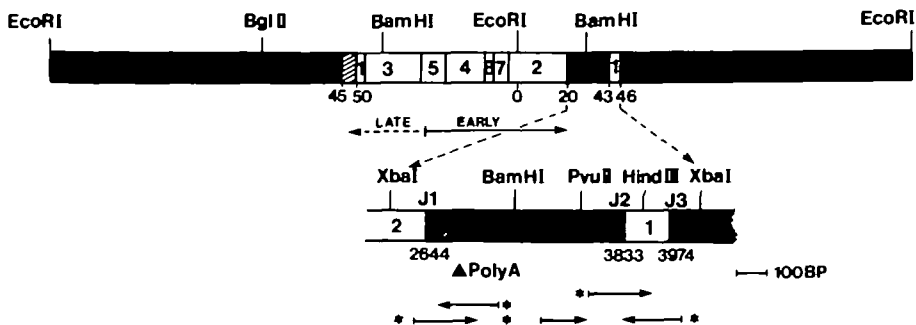 EcoRI BglII BamHI EcoRI BamHI EcoRI
1 3 5 4 8 7 2 1
45 50 0 20 43 46
LATE EARLY
XbaI BamHI PvuII HindIII XbaI
J1 J2 J3
2 1
2644 3833 3974
▲PolyA 100BP
* *
* * *